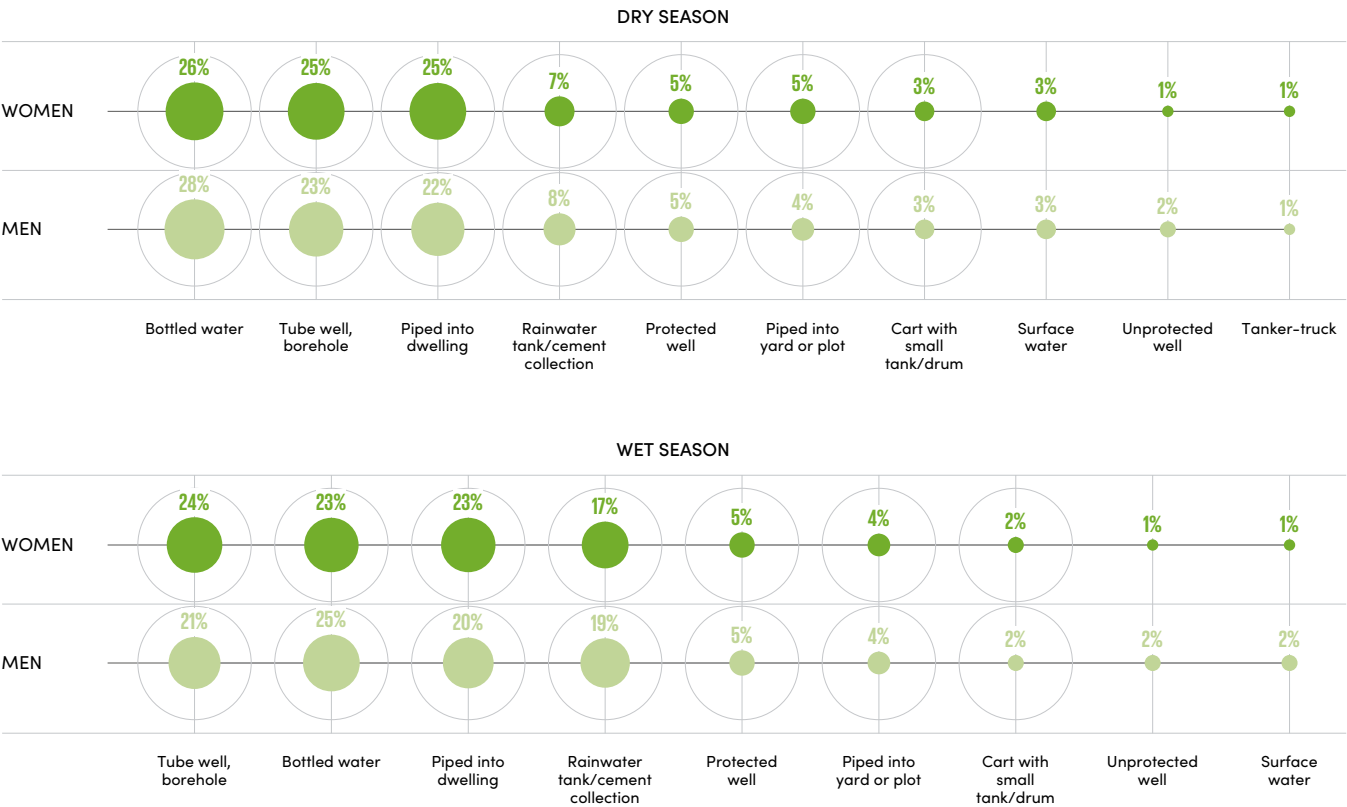 DRY SEASON
WOMEN
26% 25% 25% 7% 5% 5% 3% 3% 1% 1%
MEN
28% 23% 22% 8% 5% 4% 3% 3% 2% 1%
Bottled water
Tube well,
borehole
Piped into
dwelling
Rainwater
tank/cement
collection
Protected
well
Piped into
yard or plot
Cart with
small
tank/drum
Surface
water
Unprotected
well
Tanker-truck
WET SEASON
WOMEN
24% 23% 23% 17% 5% 4% 2% 1% 1%
MEN
21% 25% 20% 19% 5% 4% 2% 2% 2%
Tube well,
borehole
Bottled water
Piped into
dwelling
Rainwater
tank/cement
collection
Protected
well
Piped into
yard or plot
Cart with
small
tank/drum
Unprotected
well
Surface
water